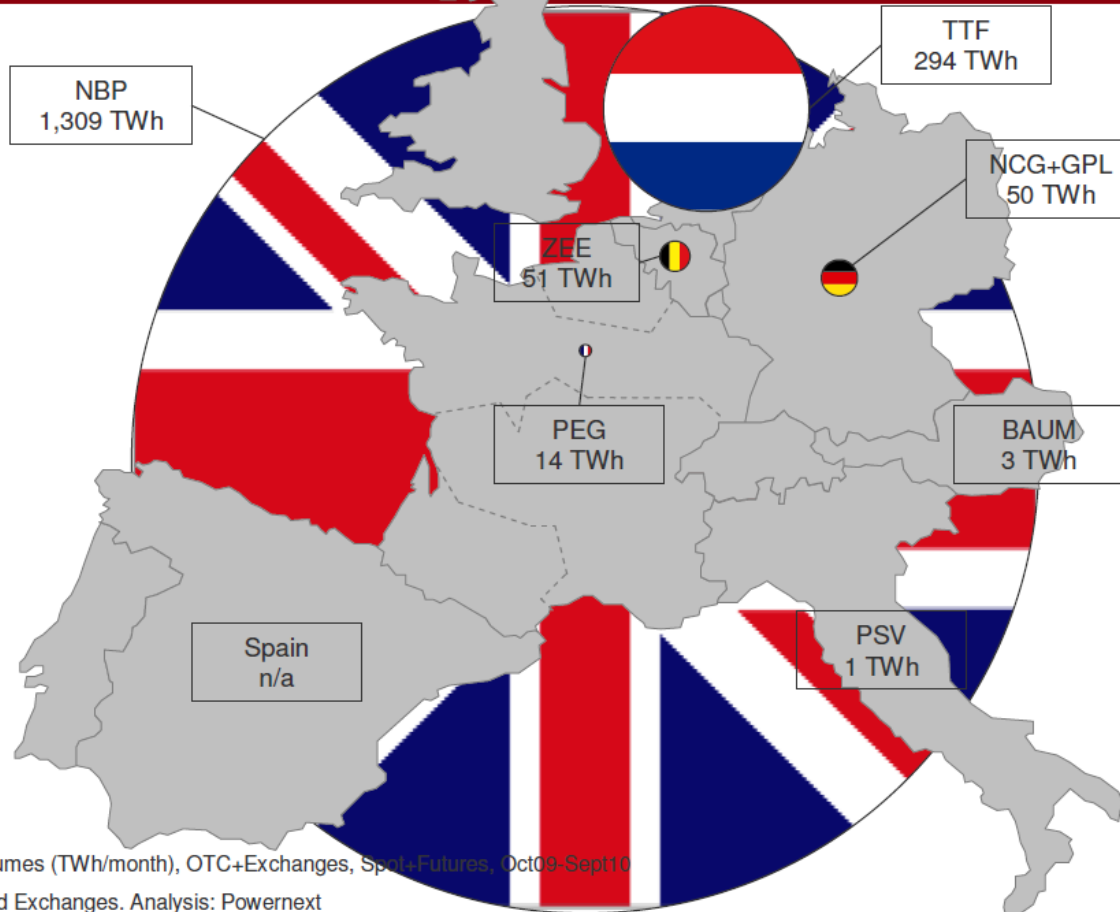 TTF
294 TWh
NBP
1,309 TWh
NCG+GPL
50 TWh
ZEE
51 TWh
PEG
14 TWh
BAUM
3 TWh
Spain
n/a
PSV
1 TWh
(TWh/month), OTC+Exchanges, Spot+Futures, Oct09-Sept10
Exchanges. Analysis: Powernext